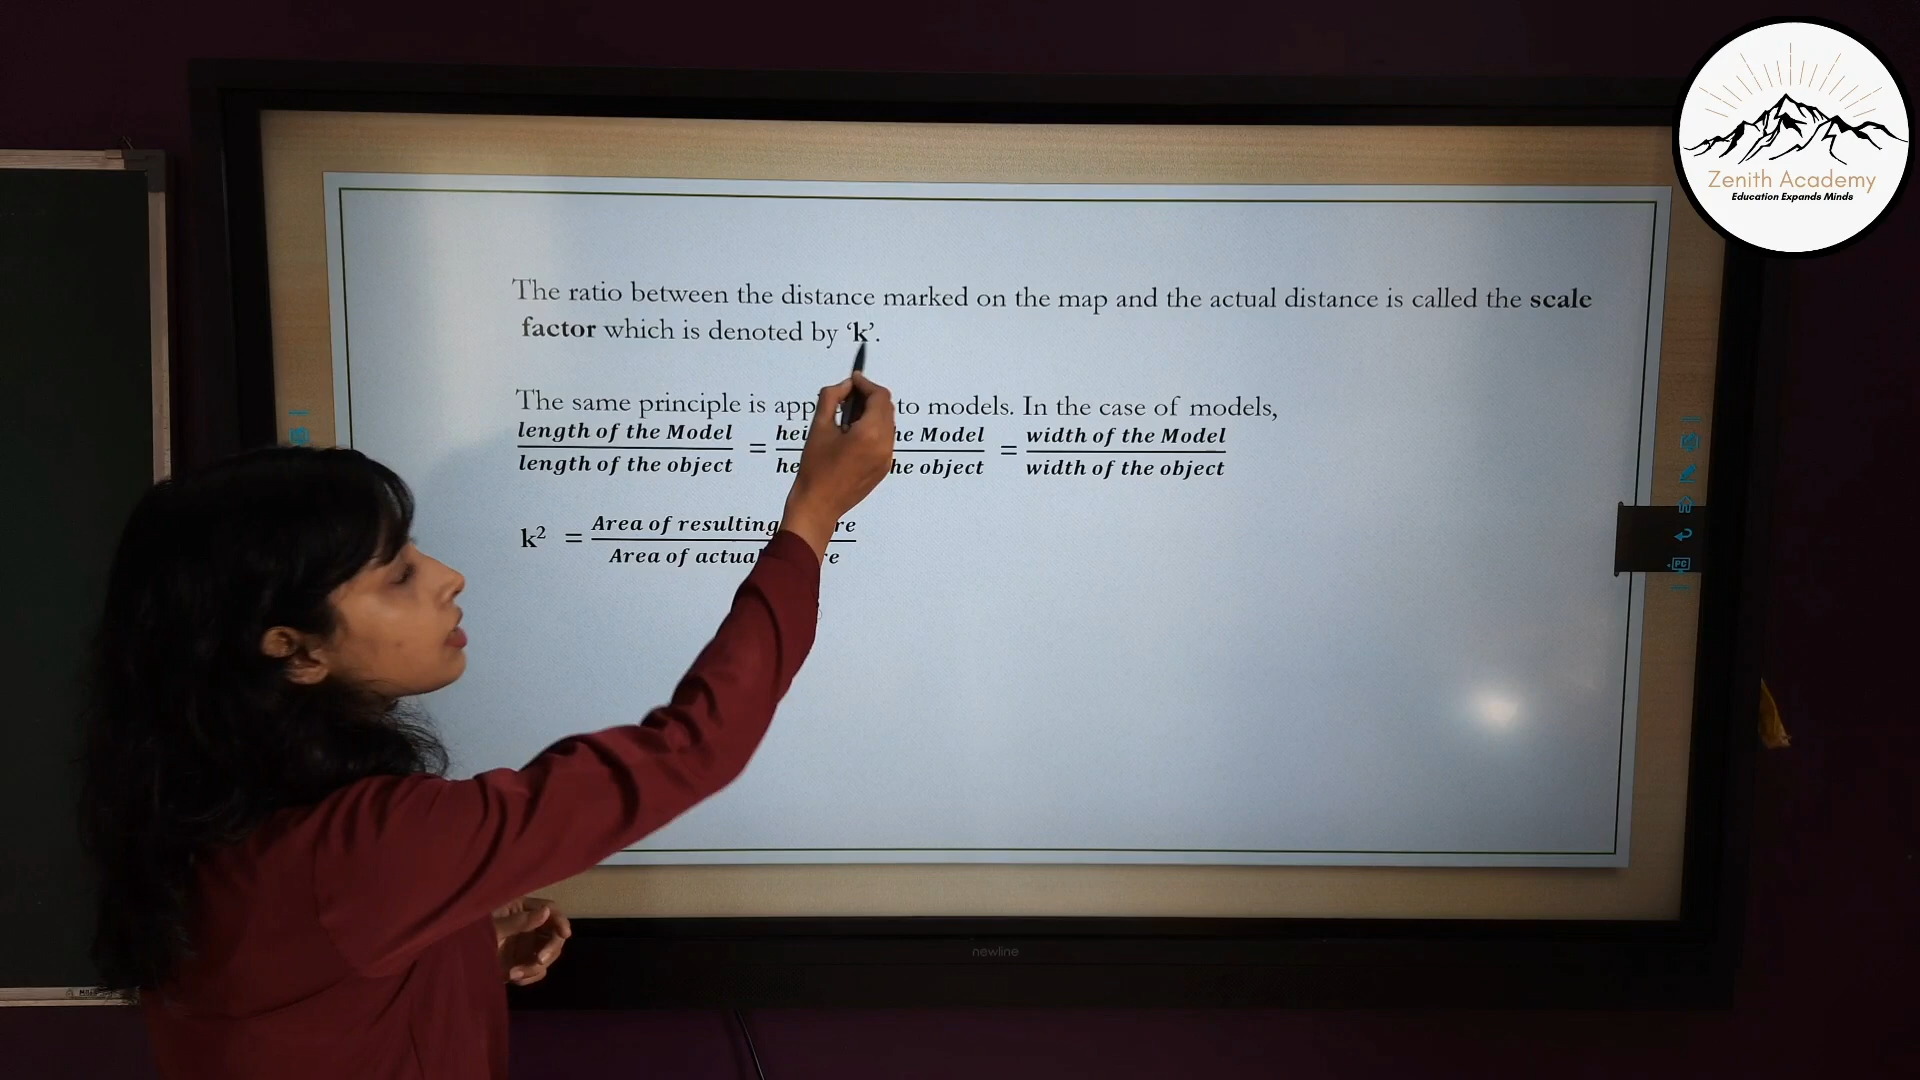 Zenith Academy
Education Expands Minds
The ratio between the distance marked on the map and the actual distance is called the scale
factor which is denoted by ‘k’.
The same principle is to models. In the case of models,
length of the Model / length of the object = Model / object = width of the Model / width of the object
k² = Area of resulting / Area of
newline
PC